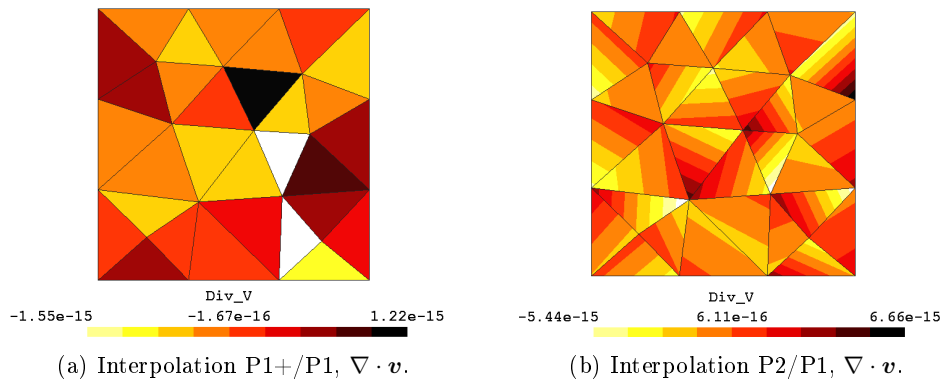 Div_V
-1.55e-15 -1.67e-16 1.22e-15
(a) Interpolation P1+/P1, ∇ · v.
Div_V
-5.44e-15 6.11e-16 6.66e-15
(b) Interpolation P2/P1, ∇ · v.